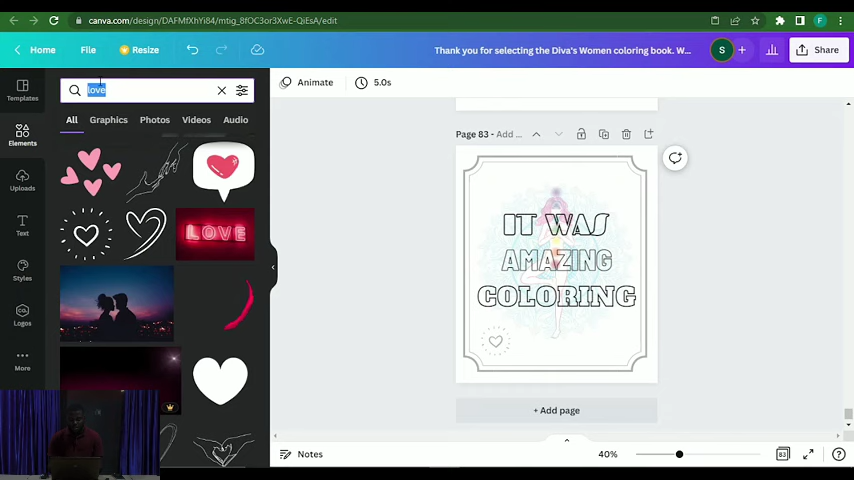 canva.com/design/DAFMfXhYi84/mtig_8fOC3or3XwE-QiEsA/edit
F
Home
File
Resize
Thank you for selecting the Diva's Women coloring book. W...
S
Share
Templates
Elements
Uploads
Text
Styles
Logos
More
love
All
Graphics
Photos
Videos
Audio
LOVE
Animate
5.0s
Page 83 - Add ...
IT WAS
AMAZING
COLORING
+ Add page
Notes
40%
83